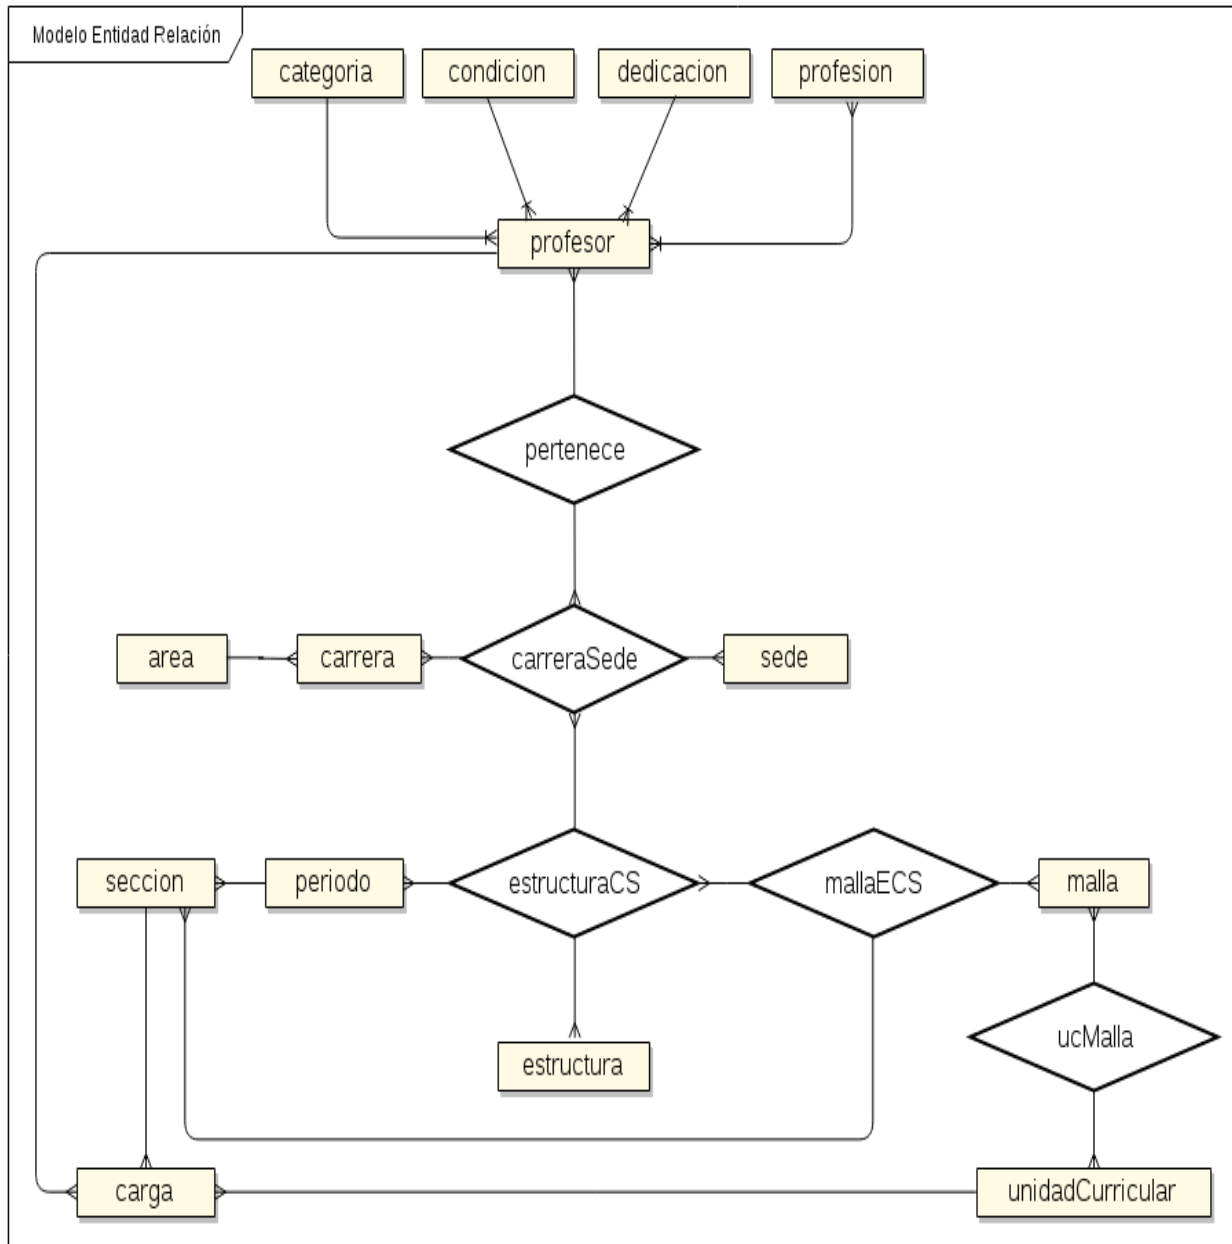 Modelo Entidad Relación
categoria
condicion
dedicacion
profesion
profesor
pertenece
area
carrera
carreraSede
sede
seccion
periodo
estructuraCS
mallaECS
malla
ucMalla
estructura
carga
unidadCurricular